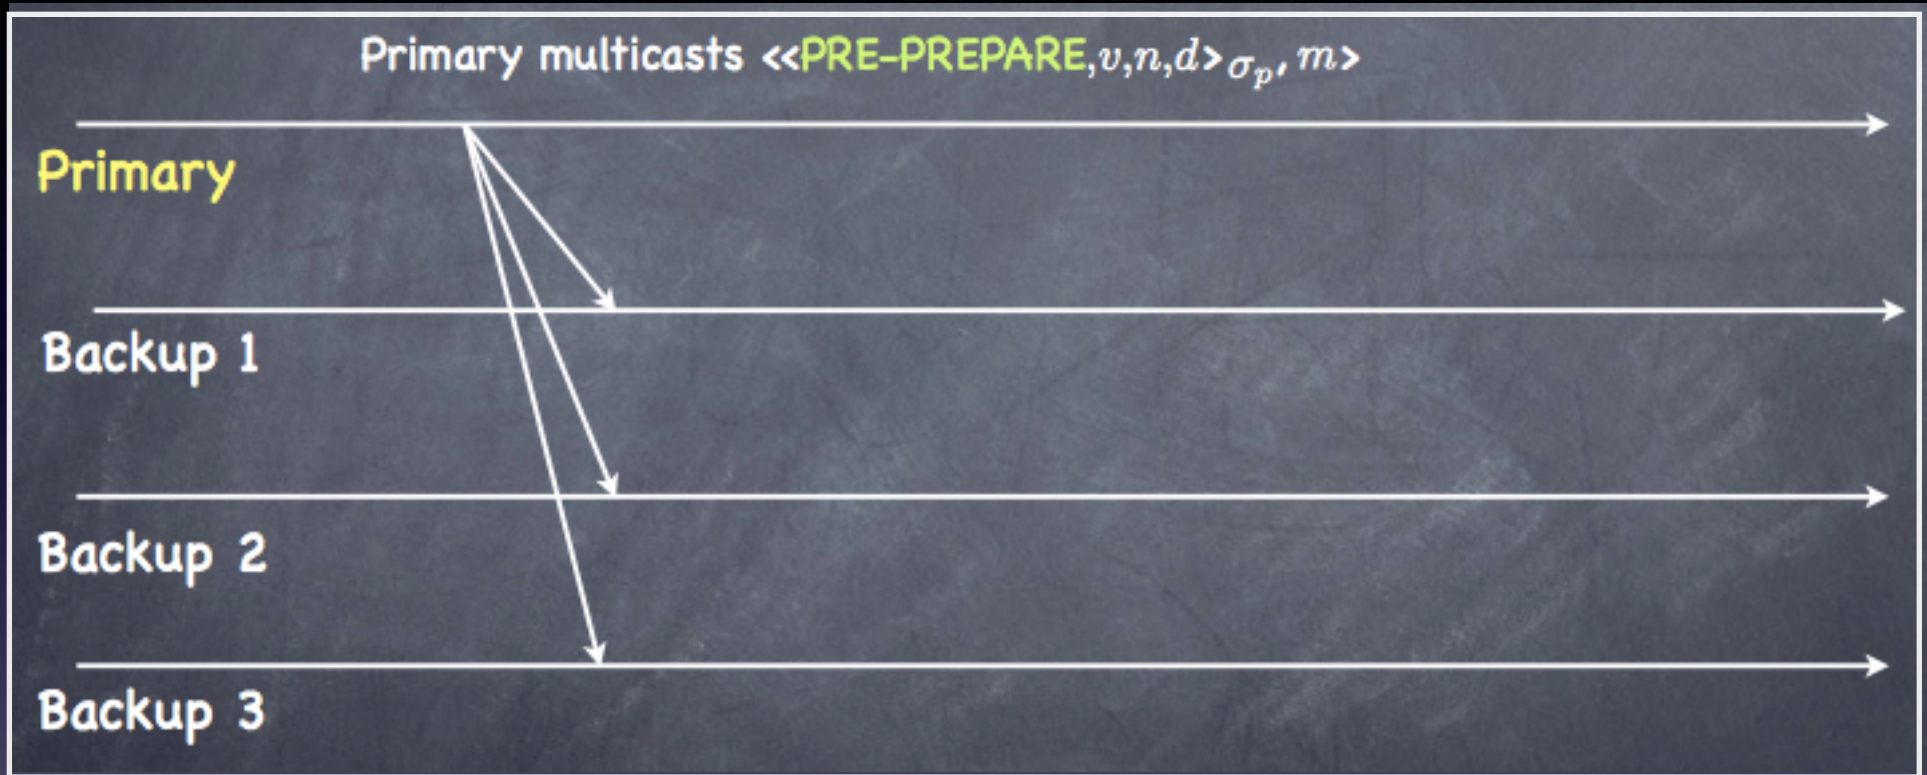 Primary multicasts <<PRE-PREPARE,v,n,d>σₚ, m>
Primary
Backup 1
Backup 2
Backup 3